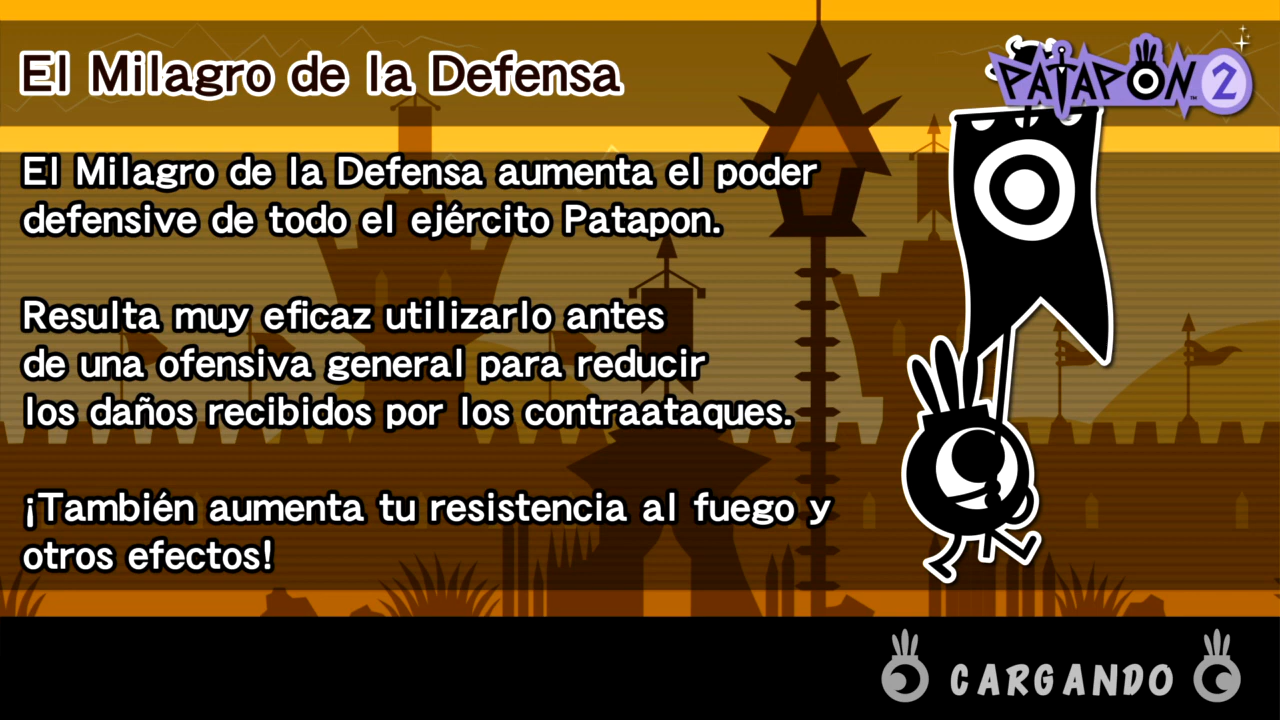 El Milagro de la Defensa
PATAPON 2
™
El Milagro de la Defensa aumenta el poder
defensive de todo el ejército Patapon.
Resulta muy eficaz utilizarlo antes
de una ofensiva general para reducir
los daños recibidos por los contraataques.
¡También aumenta tu resistencia al fuego y
otros efectos!
CARGANDO